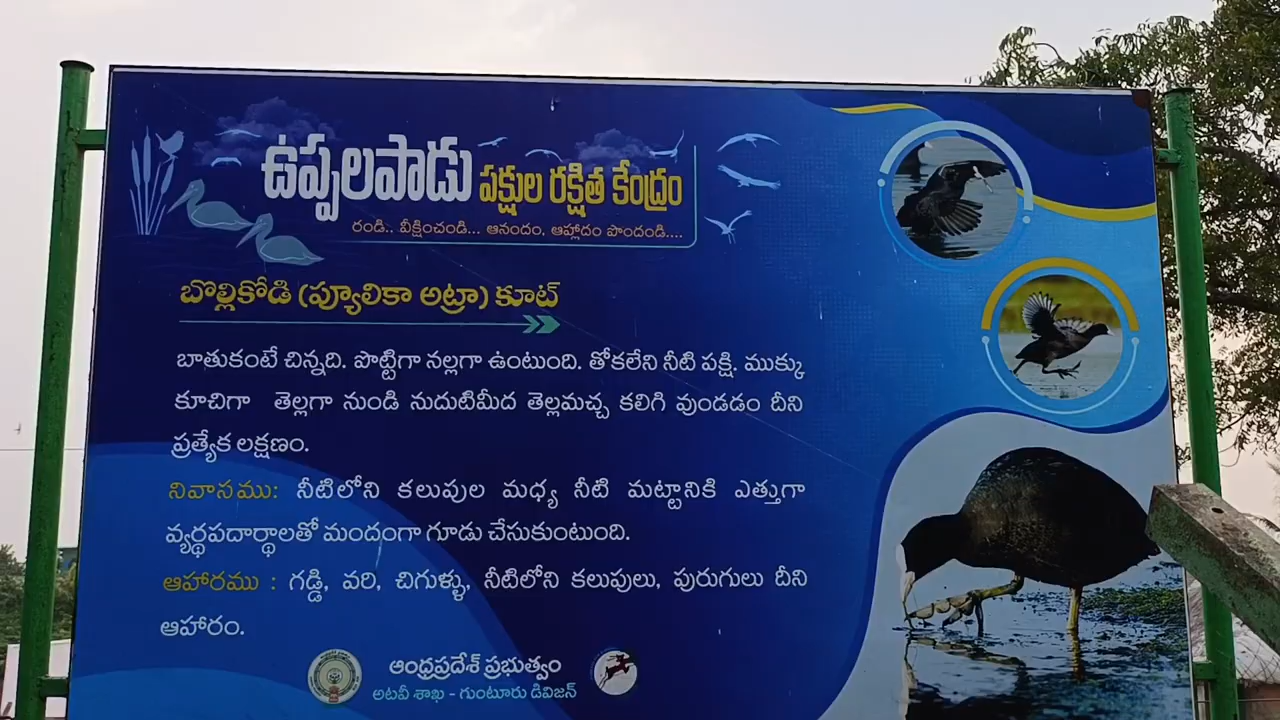 ఉప్పలపాడు పక్షుల రక్షిత కేంద్రం
రండి.. వీక్షించండి... ఆనందం, ఆహ్లాదం పొందండి....
బొల్లికోడి (ప్యూలికా అట్రా) కూట్
బాతుకంటే చిన్నది. పొట్టిగా నల్లగా ఉంటుంది. తోకలేని నీటి పక్షి. ముక్కు
కూచిగా తెల్లగా నుండి నుదుటిమీద తెల్లమచ్చ కలిగి వుండడం దీని
ప్రత్యేక లక్షణం.
నివాసము: నీటిలోని కలుపుల మధ్య నీటి మట్టానికి ఎత్తుగా
వ్యర్థపదార్థాలతో మందంగా గూడు చేసుకుంటుంది.
ఆహారము : గడ్డి, వరి, చిగుళ్ళు, నీటిలోని కలుపులు, పురుగులు దీని
ఆహారం.
ఆంధ్రప్రదేశ్ ప్రభుత్వం
అటవీ శాఖ - గుంటూరు డివిజన్